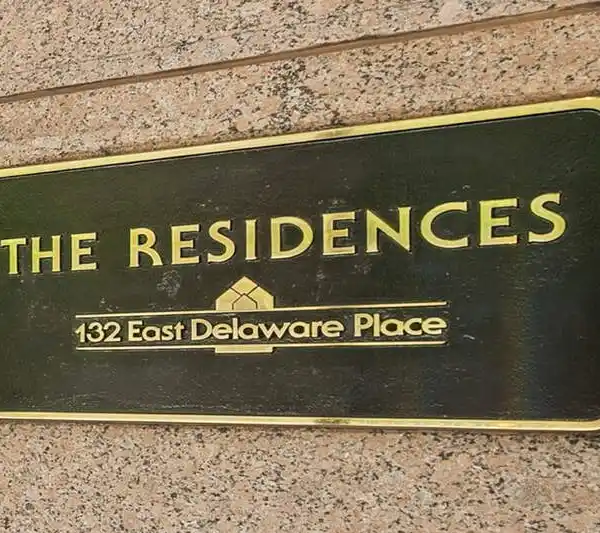 THE RESIDENCES
132 East Delaware Place